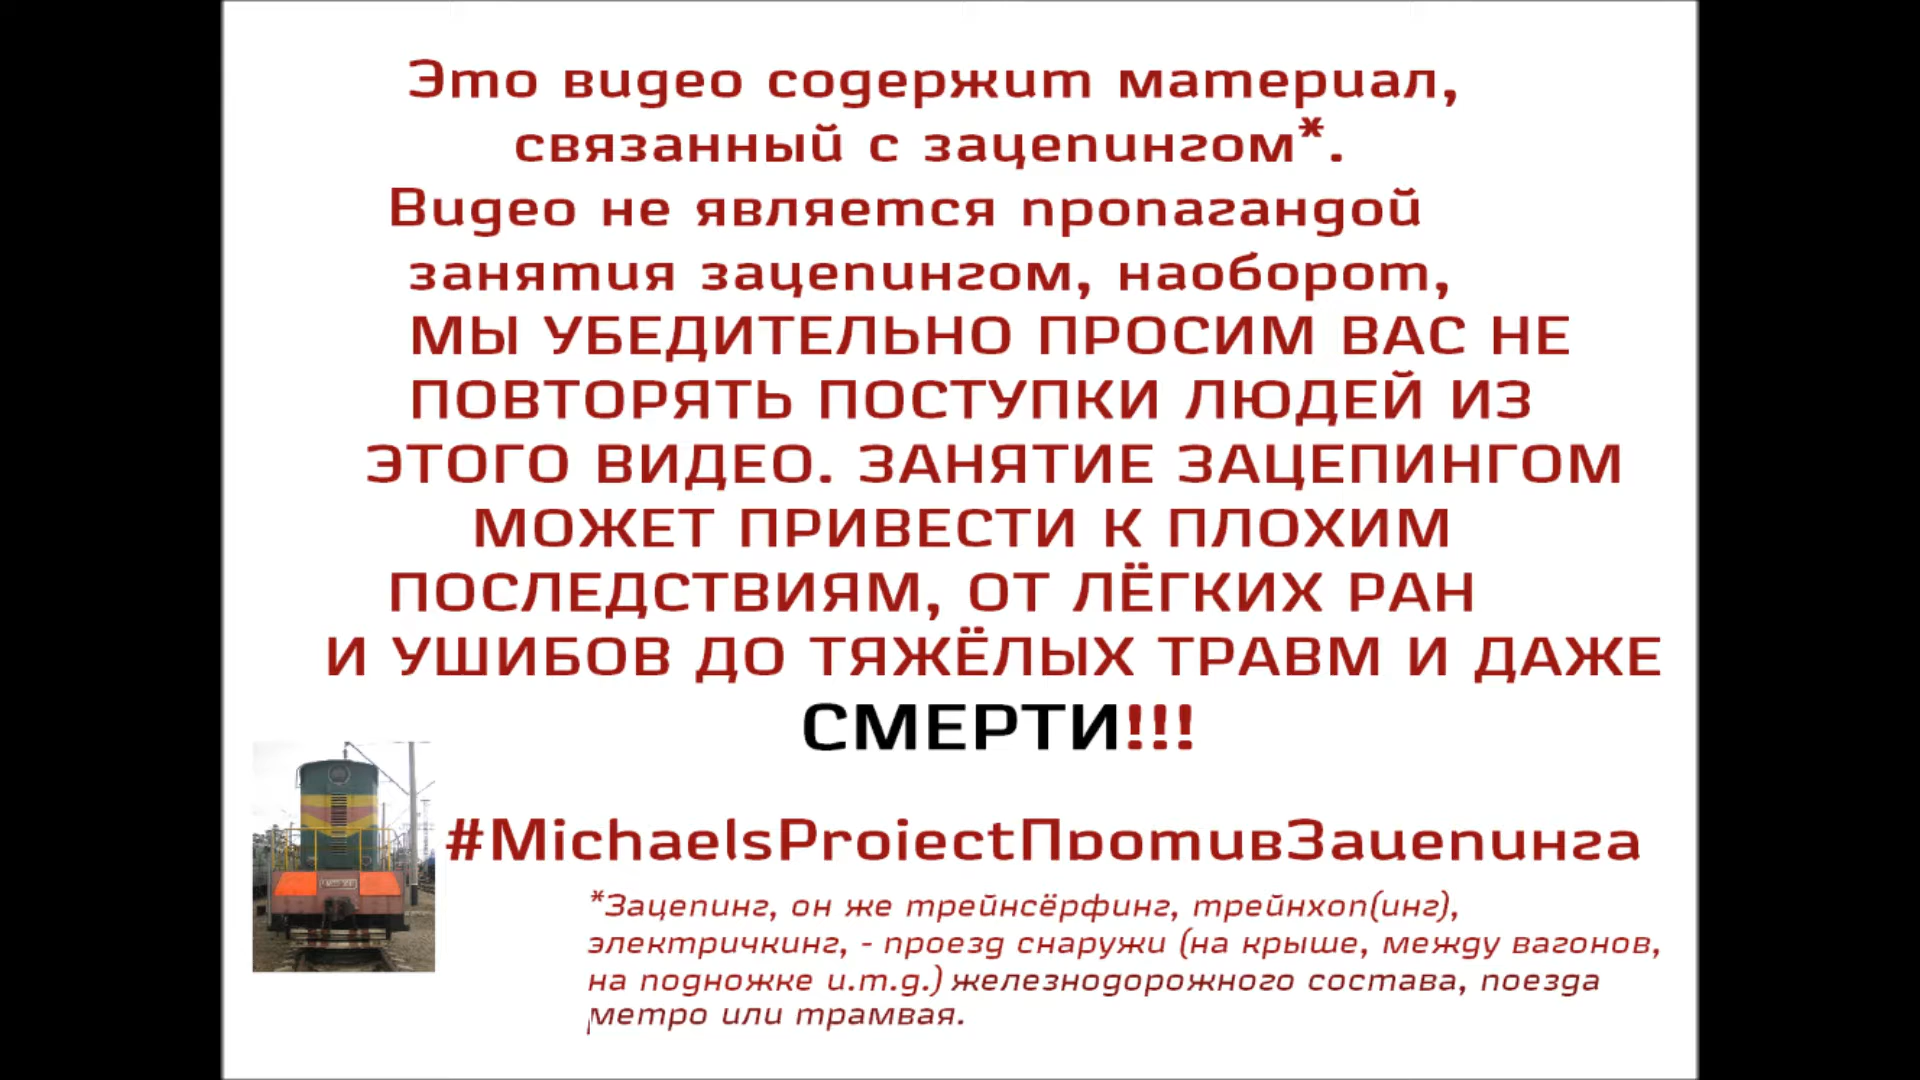 Это видео содержит материал,
связанный с зацепингом*.
Видео не является пропагандой
занятия зацепингом, наоборот,
МЫ УБЕДИТЕЛЬНО ПРОСИМ ВАС НЕ
ПОВТОРЯТЬ ПОСТУПКИ ЛЮДЕЙ ИЗ
ЭТОГО ВИДЕО. ЗАНЯТИЕ ЗАЦЕПИНГОМ
МОЖЕТ ПРИВЕСТИ К ПЛОХИМ
ПОСЛЕДСТВИЯМ, ОТ ЛЁГКИХ РАН
И УШИБОВ ДО ТЯЖЁЛЫХ ТРАВМ И ДАЖЕ
СМЕРТИ!!!
#MichaelsProjectПротивЗацепинга
*Зацепинг, он же трейнсёрфинг, трейнхоп(инг),
электричкинг, - проезд снаружи (на крыше, между вагонов,
на подножке и.т.д.) железнодорожного состава, поезда
метро или трамвая.